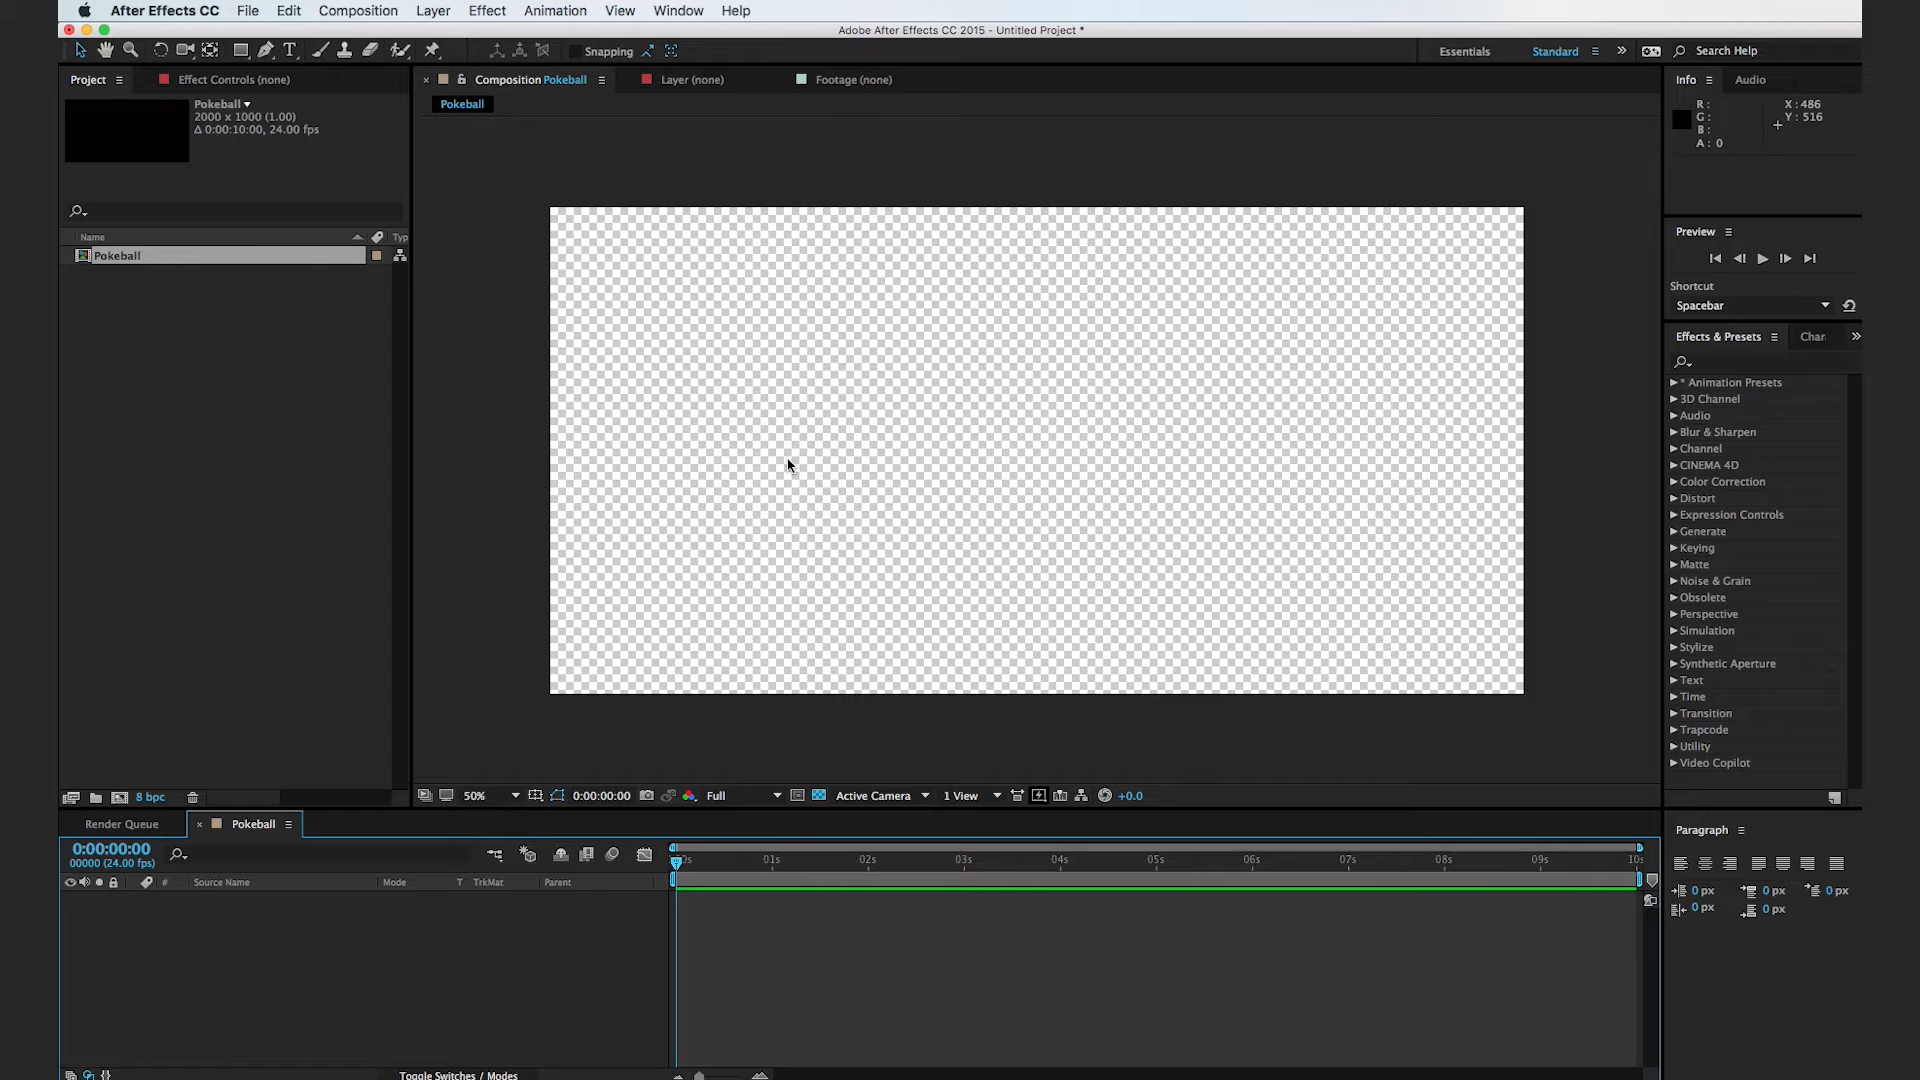 After Effects CC File Edit Composition Layer Effect Animation View Window Help
Adobe After Effects CC 2015 - Untitled Project *
Snapping Essentials Standard Search Help
Project Effect Controls (none) Composition Pokeball Layer (none) Footage (none) Info Audio
Pokeball
2000 x 1000 (1.00)
Δ 0:00:10:00, 24.00 fps
Pokeball
R :
G :
B :
A : 0
X : 486
Y : 516
Name Typ
Pokeball
Preview
Shortcut
Spacebar
Effects & Presets Char
* Animation Presets
3D Channel
Audio
Blur & Sharpen
Channel
CINEMA 4D
Color Correction
Distort
Expression Controls
Generate
Keying
Matte
Noise & Grain
Obsolete
Perspective
Simulation
Stylize
Synthetic Aperture
Text
Time
Transition
Trapcode
Utility
Video Copilot
8 bpc
50% 0:00:00:00 Full Active Camera 1 View +0.0
Render Queue Pokeball
0:00:00:00
00000 (24.00 fps)
# Source Name Mode T TrkMat Parent
01s 02s 03s 04s 05s 06s 07s 08s 09s
Paragraph
0 px 0 px 0 px
0 px 0 px
Toggle Switches / Modes